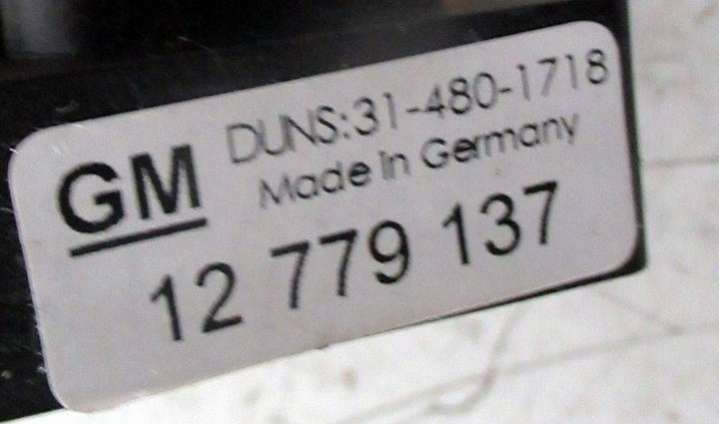 GM
DUNS:31-480-1718
Made In Germany
12 779 137